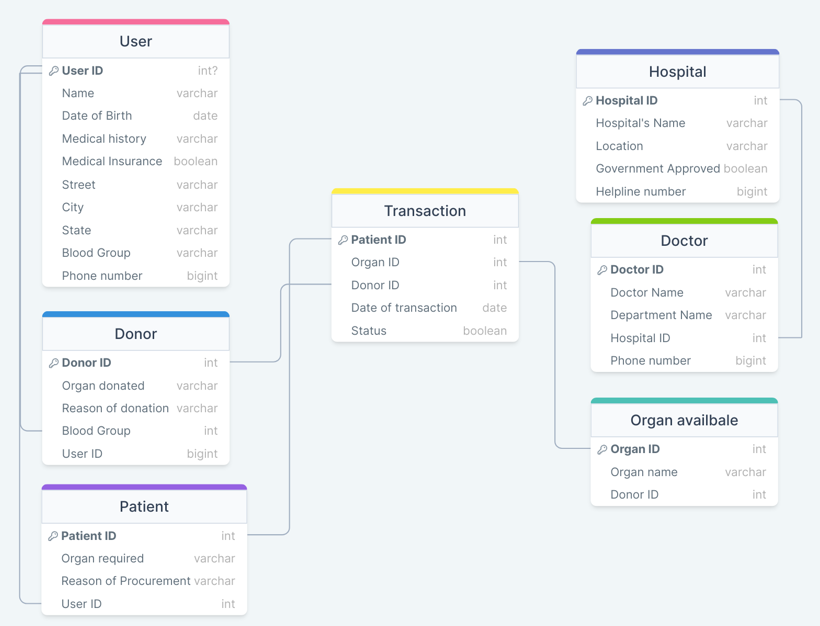 User
User ID int?
Name varchar
Date of Birth date
Medical history varchar
Medical Insurance boolean
Street varchar
City varchar
State varchar
Blood Group varchar
Phone number bigint
Donor
Donor ID int
Organ donated varchar
Reason of donation varchar
Blood Group int
User ID bigint
Patient
Patient ID int
Organ required varchar
Reason of Procurement varchar
User ID int
Transaction
Patient ID int
Organ ID int
Donor ID int
Date of transaction date
Status boolean
Hospital
Hospital ID int
Hospital's Name varchar
Location varchar
Government Approved boolean
Helpline number bigint
Doctor
Doctor ID int
Doctor Name varchar
Department Name varchar
Hospital ID int
Phone number bigint
Organ availbale
Organ ID int
Organ name varchar
Donor ID int